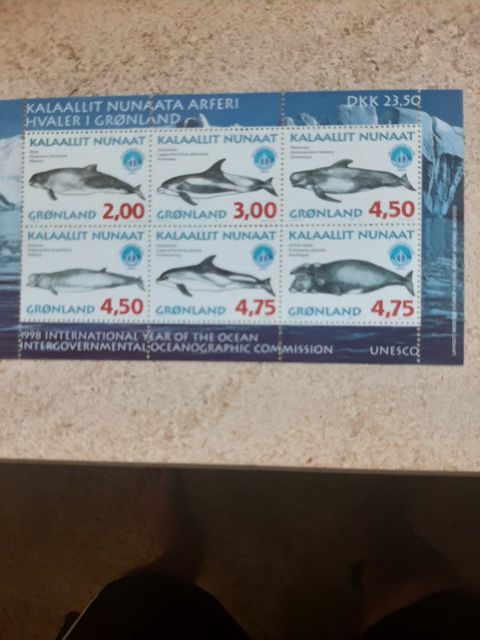 KALAALLIT NUNAATA ARFERI
HVALER I GRØNLAND
DKK 23,50
KALAALLIT NUNAAT
GRØNLAND 2,00
KALAALLIT NUNAAT
GRØNLAND 3,00
KALAALLIT NUNAAT
GRØNLAND 4,50
KALAALLIT NUNAAT
GRØNLAND 4,50
KALAALLIT NUNAAT
GRØNLAND 4,75
KALAALLIT NUNAAT
GRØNLAND 4,75
1998 INTERNATIONAL YEAR OF THE OCEAN
INTERGOVERNMENTAL OCEANOGRAPHIC COMMISSION
UNESCO